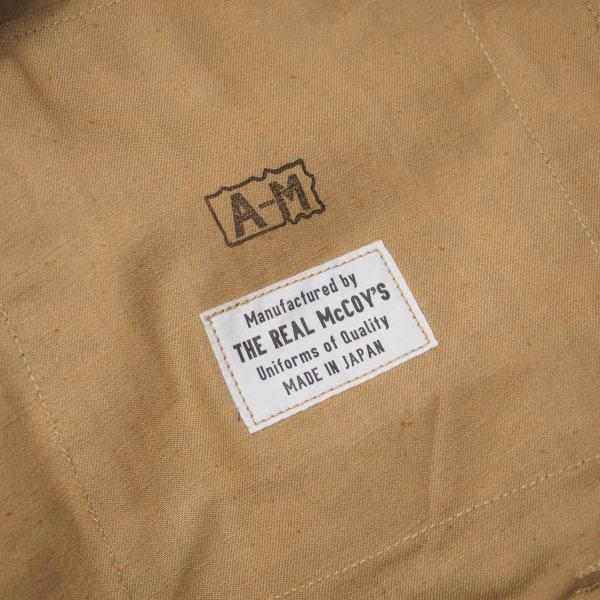 A-M
Manufactured by
THE REAL McCOY'S
Uniforms of Quality
MADE IN JAPAN